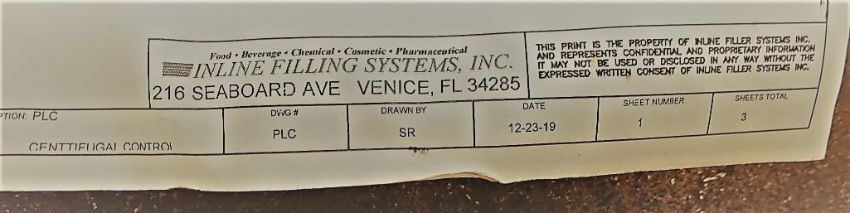 Food • Beverage • Chemical • Cosmetic • Pharmaceutical
INLINE FILLING SYSTEMS, INC.
216 SEABOARD AVE VENICE, FL 34285
THIS PRINT IS THE PROPERTY OF INLINE FILLER SYSTEMS INC.
AND REPRESENTS CONFIDENTIAL AND PROPRIETARY INFORMATION
IT MAY NOT BE USED OR DISCLOSED IN ANY WAY WITHOUT THE
EXPRESSED WRITTEN CONSENT OF INLINE FILLER SYSTEMS INC.
PTION: PLC
CENTTIFUGAL CONTROL
DWG #
PLC
DRAWN BY
SR
DATE
12-23-19
SHEET NUMBER
1
SHEETS TOTAL
3